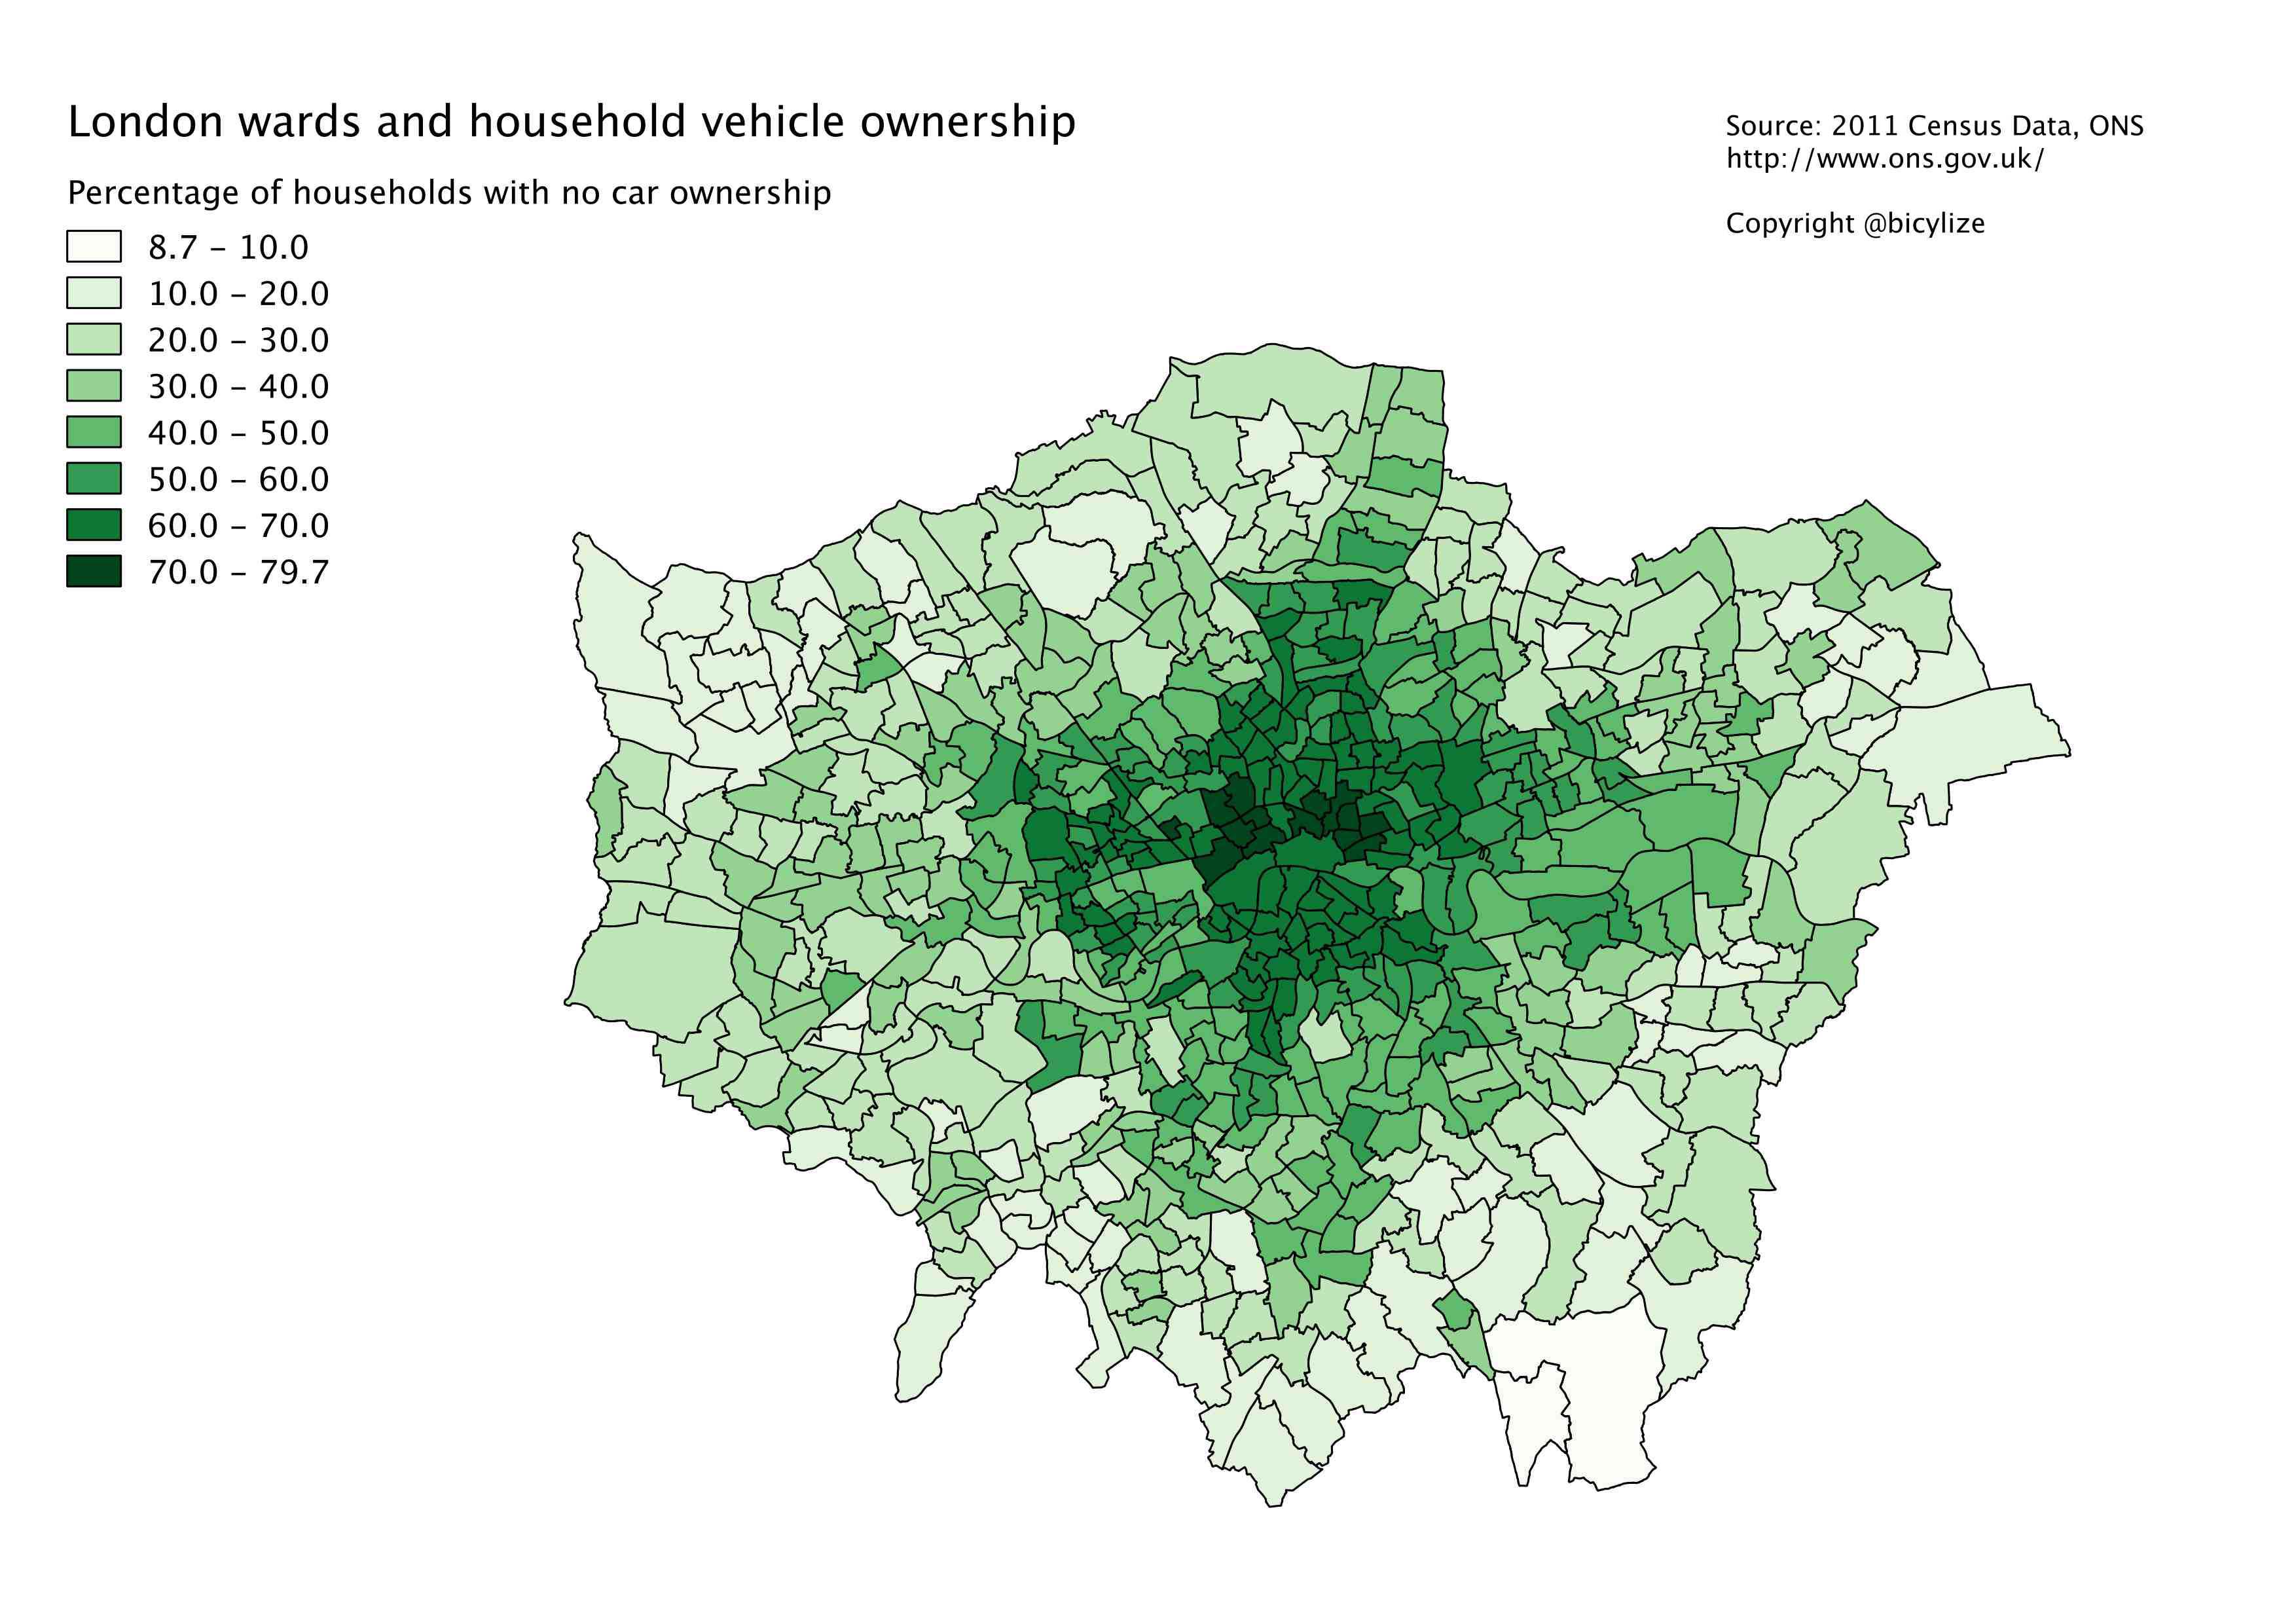 London wards and household vehicle ownership
Percentage of households with no car ownership
8.7 – 10.0
10.0 – 20.0
20.0 – 30.0
30.0 – 40.0
40.0 – 50.0
50.0 – 60.0
60.0 – 70.0
70.0 – 79.7
Source: 2011 Census Data, ONS
http://www.ons.gov.uk/
Copyright @bicylize